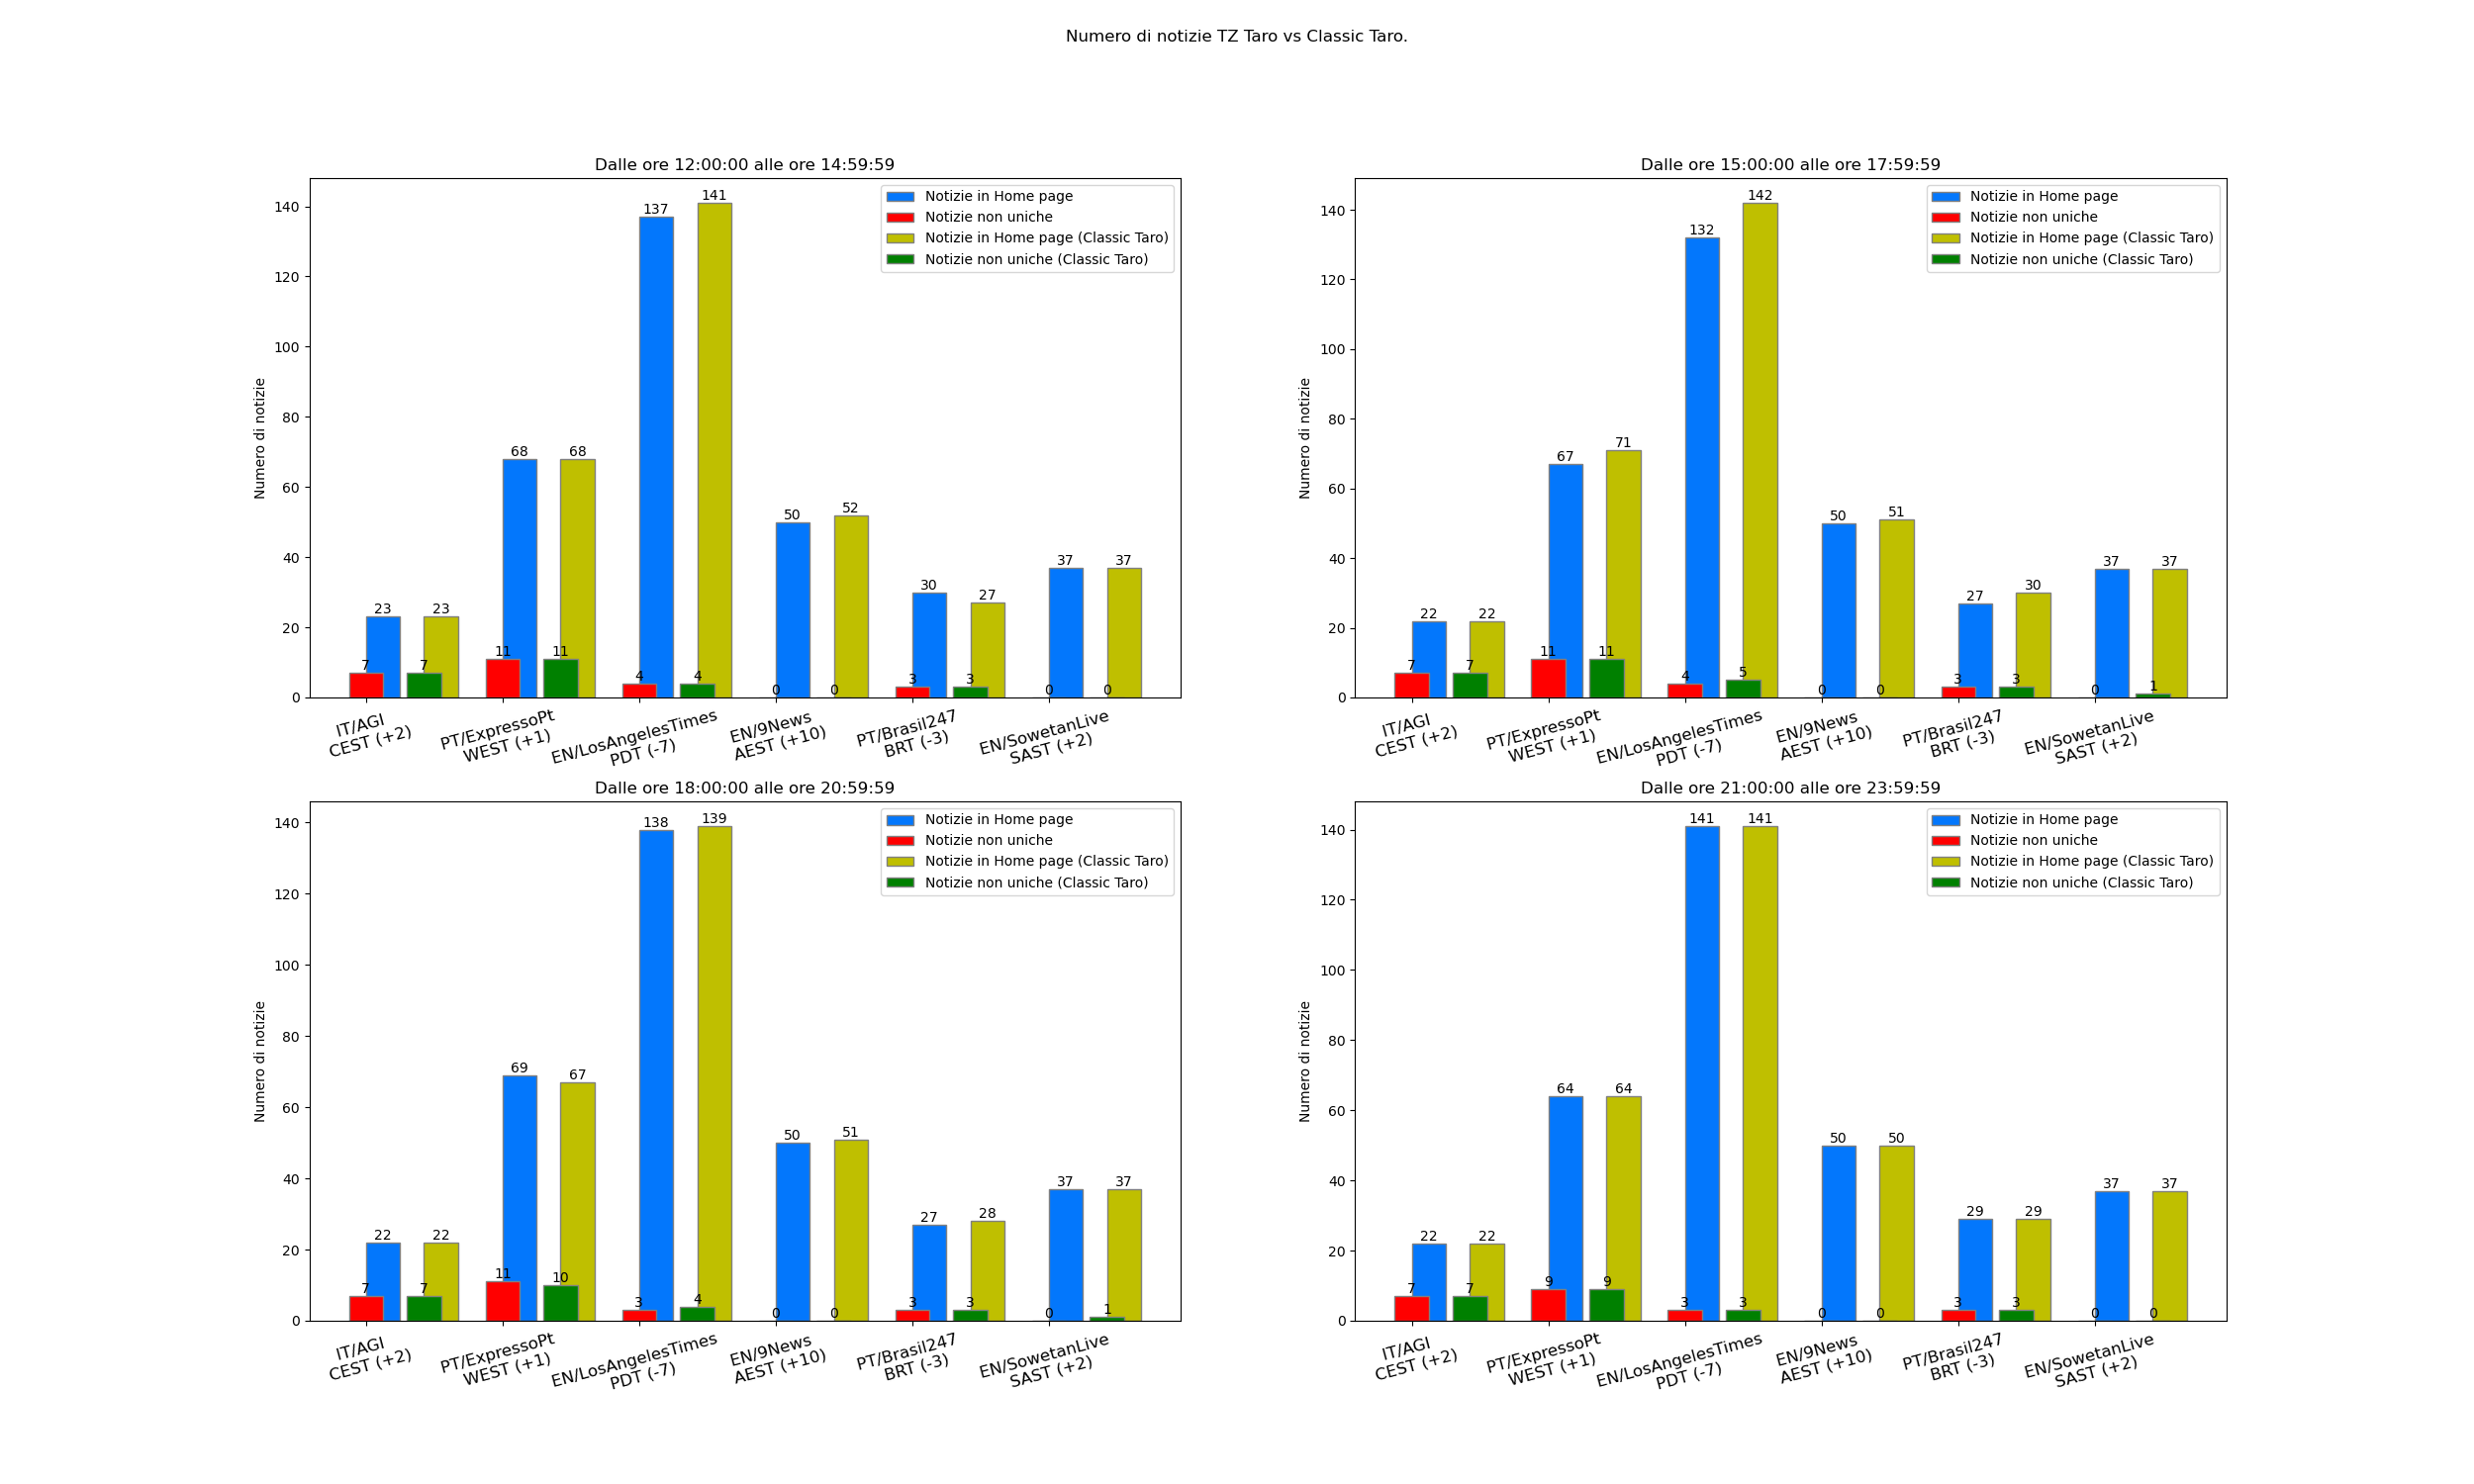 Numero di notizie TZ Taro vs Classic Taro.
Dalle ore 12:00:00 alle ore 14:59:59
Numero di notizie
140
120
100
80
60
40
20
0
Notizie in Home page
Notizie non uniche
Notizie in Home page (Classic Taro)
Notizie non uniche (Classic Taro)
23 23 68 68 137 141 50 52 30 27 37 37
7 7 11 11 4 4 0 0 3 3 0 0
IT/AGI
CEST (+2)
PT/ExpressoPt
WEST (+1)
EN/LosAngelesTimes
PDT (-7)
EN/9News
AEST (+10)
PT/Brasil247
BRT (-3)
EN/SowetanLive
SAST (+2)
Dalle ore 15:00:00 alle ore 17:59:59
Numero di notizie
140
120
100
80
60
40
20
0
Notizie in Home page
Notizie non uniche
Notizie in Home page (Classic Taro)
Notizie non uniche (Classic Taro)
22 22 67 71 132 142 50 51 27 30 37 37
7 7 11 11 4 5 0 0 3 3 0 1
IT/AGI
CEST (+2)
PT/ExpressoPt
WEST (+1)
EN/LosAngelesTimes
PDT (-7)
EN/9News
AEST (+10)
PT/Brasil247
BRT (-3)
EN/SowetanLive
SAST (+2)
Dalle ore 18:00:00 alle ore 20:59:59
Numero di notizie
140
120
100
80
60
40
20
0
Notizie in Home page
Notizie non uniche
Notizie in Home page (Classic Taro)
Notizie non uniche (Classic Taro)
22 22 69 67 138 139 50 51 27 28 37 37
7 7 11 10 3 4 0 0 3 3 0 1
IT/AGI
CEST (+2)
PT/ExpressoPt
WEST (+1)
EN/LosAngelesTimes
PDT (-7)
EN/9News
AEST (+10)
PT/Brasil247
BRT (-3)
EN/SowetanLive
SAST (+2)
Dalle ore 21:00:00 alle ore 23:59:59
Numero di notizie
140
120
100
80
60
40
20
0
Notizie in Home page
Notizie non uniche
Notizie in Home page (Classic Taro)
Notizie non uniche (Classic Taro)
22 22 64 64 141 141 50 50 29 29 37 37
7 7 9 9 3 3 0 0 3 3 0 0
IT/AGI
CEST (+2)
PT/ExpressoPt
WEST (+1)
EN/LosAngelesTimes
PDT (-7)
EN/9News
AEST (+10)
PT/Brasil247
BRT (-3)
EN/SowetanLive
SAST (+2)